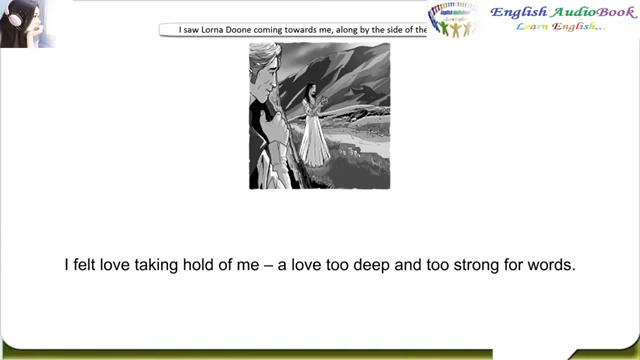 I saw Lorna Doone coming towards me, along by the side of the
English AudioBook
Learn English...
I felt love taking hold of me – a love too deep and too strong for words.